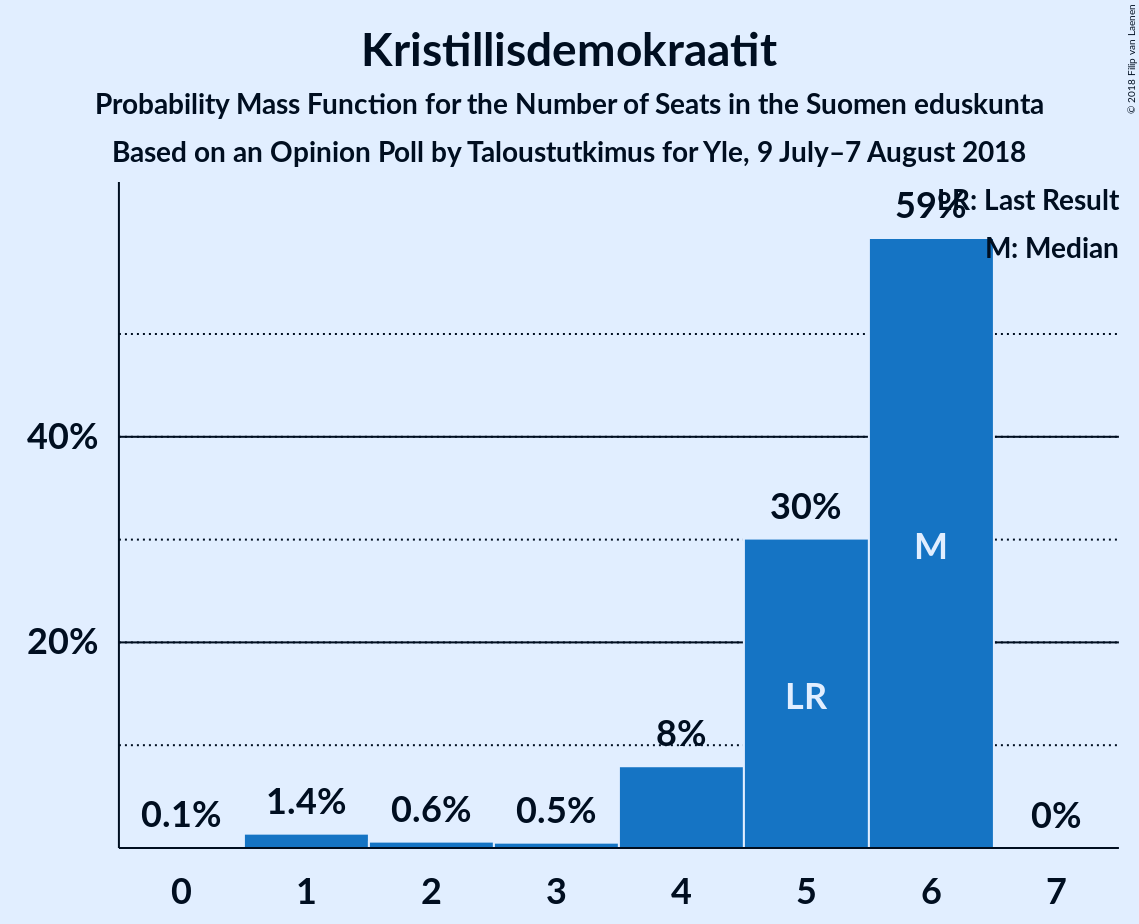 Kristillisdemokraatit
Probability Mass Function for the Number of Seats in the Suomen eduskunta
Based on an Opinion Poll by Taloustutkimus for Yle, 9 July–7 August 2018
© 2018 Filip van Laenen
LR: Last Result
M: Median
59%
40%
30%
M
20%
LR
8%
0.1%
1.4%
0.6%
0.5%
0%
0 1 2 3 4 5 6 7